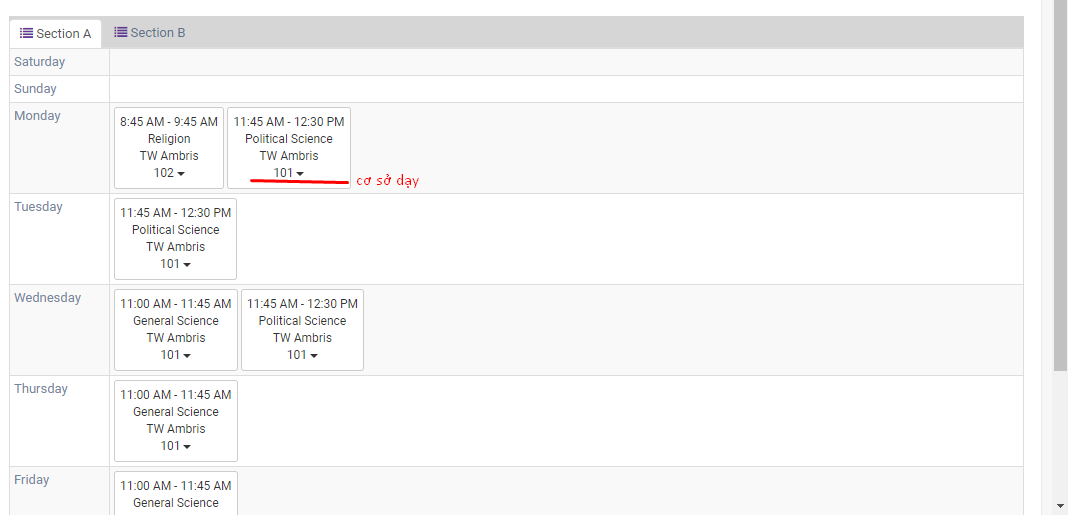 Section A
Section B
Saturday
Sunday
Monday
8:45 AM - 9:45 AM
Religion
TW Ambris
102
11:45 AM - 12:30 PM
Political Science
TW Ambris
101
cơ sở dạy
Tuesday
11:45 AM - 12:30 PM
Political Science
TW Ambris
101
Wednesday
11:00 AM - 11:45 AM
General Science
TW Ambris
101
11:45 AM - 12:30 PM
Political Science
TW Ambris
101
Thursday
11:00 AM - 11:45 AM
General Science
TW Ambris
101
Friday
11:00 AM - 11:45 AM
General Science